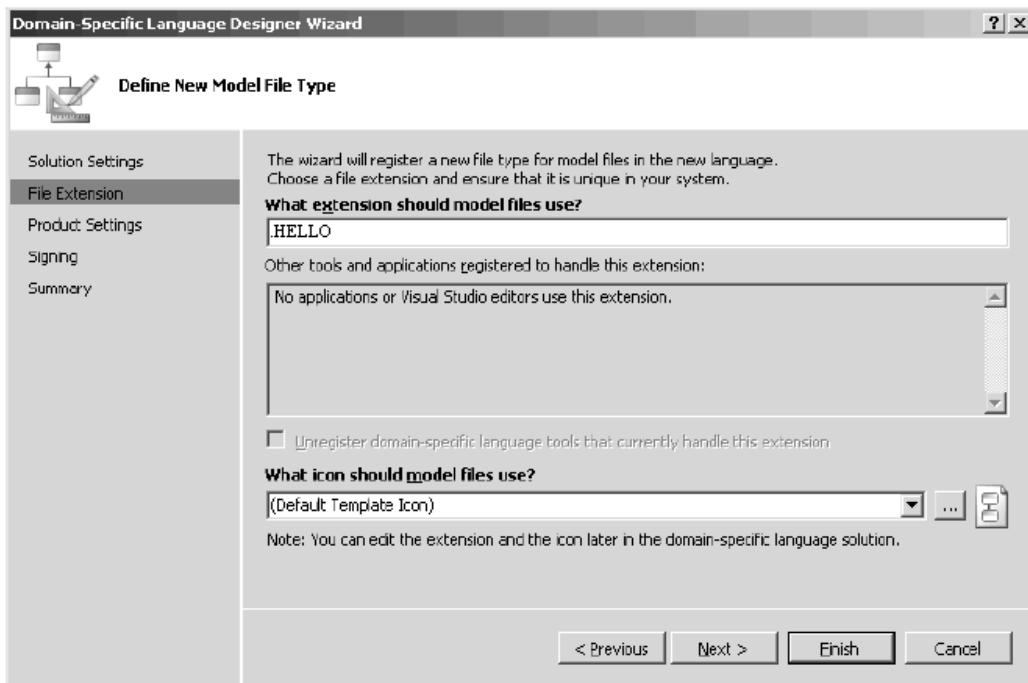 Domain-Specific Language Designer Wizard
Define New Model File Type
Solution Settings
File Extension
Product Settings
Signing
Summary
The wizard will register a new file type for model files in the new language.
Choose a file extension and ensure that it is unique in your system.
What extension should model files use?
.HELLO
Other tools and applications registered to handle this extension:
No applications or Visual Studio editors use this extension.
Unregister domain-specific language tools that currently handle this extension
What icon should model files use?
(Default Template Icon)
...
Note: You can edit the extension and the icon later in the domain-specific language solution.
< Previous
Next >
Finish
Cancel